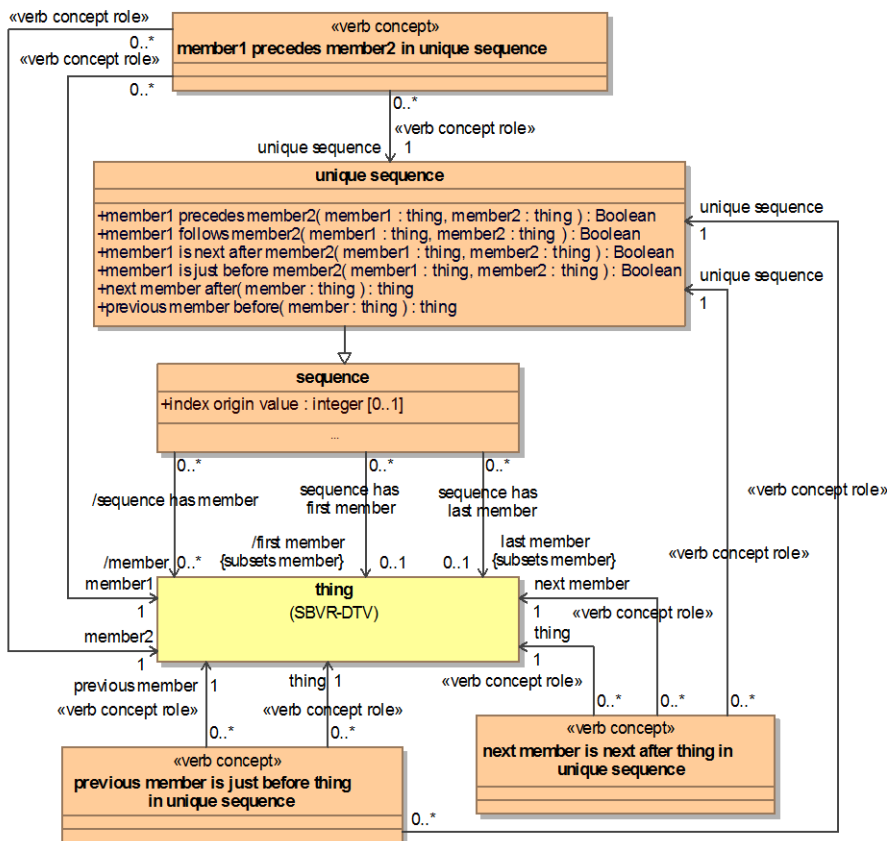 «verb concept role»
0..*
«verb concept role»
0..*
«verb concept»
member1 precedes member2 in unique sequence
0..*
«verb concept role»
unique sequence
1
unique sequence
+member1 precedes member2( member1 : thing, member2 : thing ) : Boolean
+member1 follows member2( member1 : thing, member2 : thing ) : Boolean
+member1 is next after member2( member1 : thing, member2 : thing ) : Boolean
+member1 is just before member2( member1 : thing, member2 : thing ) : Boolean
+next member after( member : thing ) : thing
+previous member before( member : thing ) : thing
unique sequence
1
unique sequence
1
sequence
+index origin value : integer [0..1]
...
0..*
0..*
0..*
/sequence has member
sequence has
first member
sequence has
last member
«verb concept role»
«verb concept role»
/member
0..*
/first member
{subsets member}
0..1
0..1
last member
{subsets member}
thing
(SBVR-DTV)
member1
1
member2
1
next member
1
«verb concept role»
thing
1
«verb concept role»
previous member
1
«verb concept role»
0..*
thing
1
«verb concept role»
0..*
0..*
0..*
0..*
«verb concept»
next member is next after thing in
unique sequence
«verb concept»
previous member is just before thing
in unique sequence
0..*